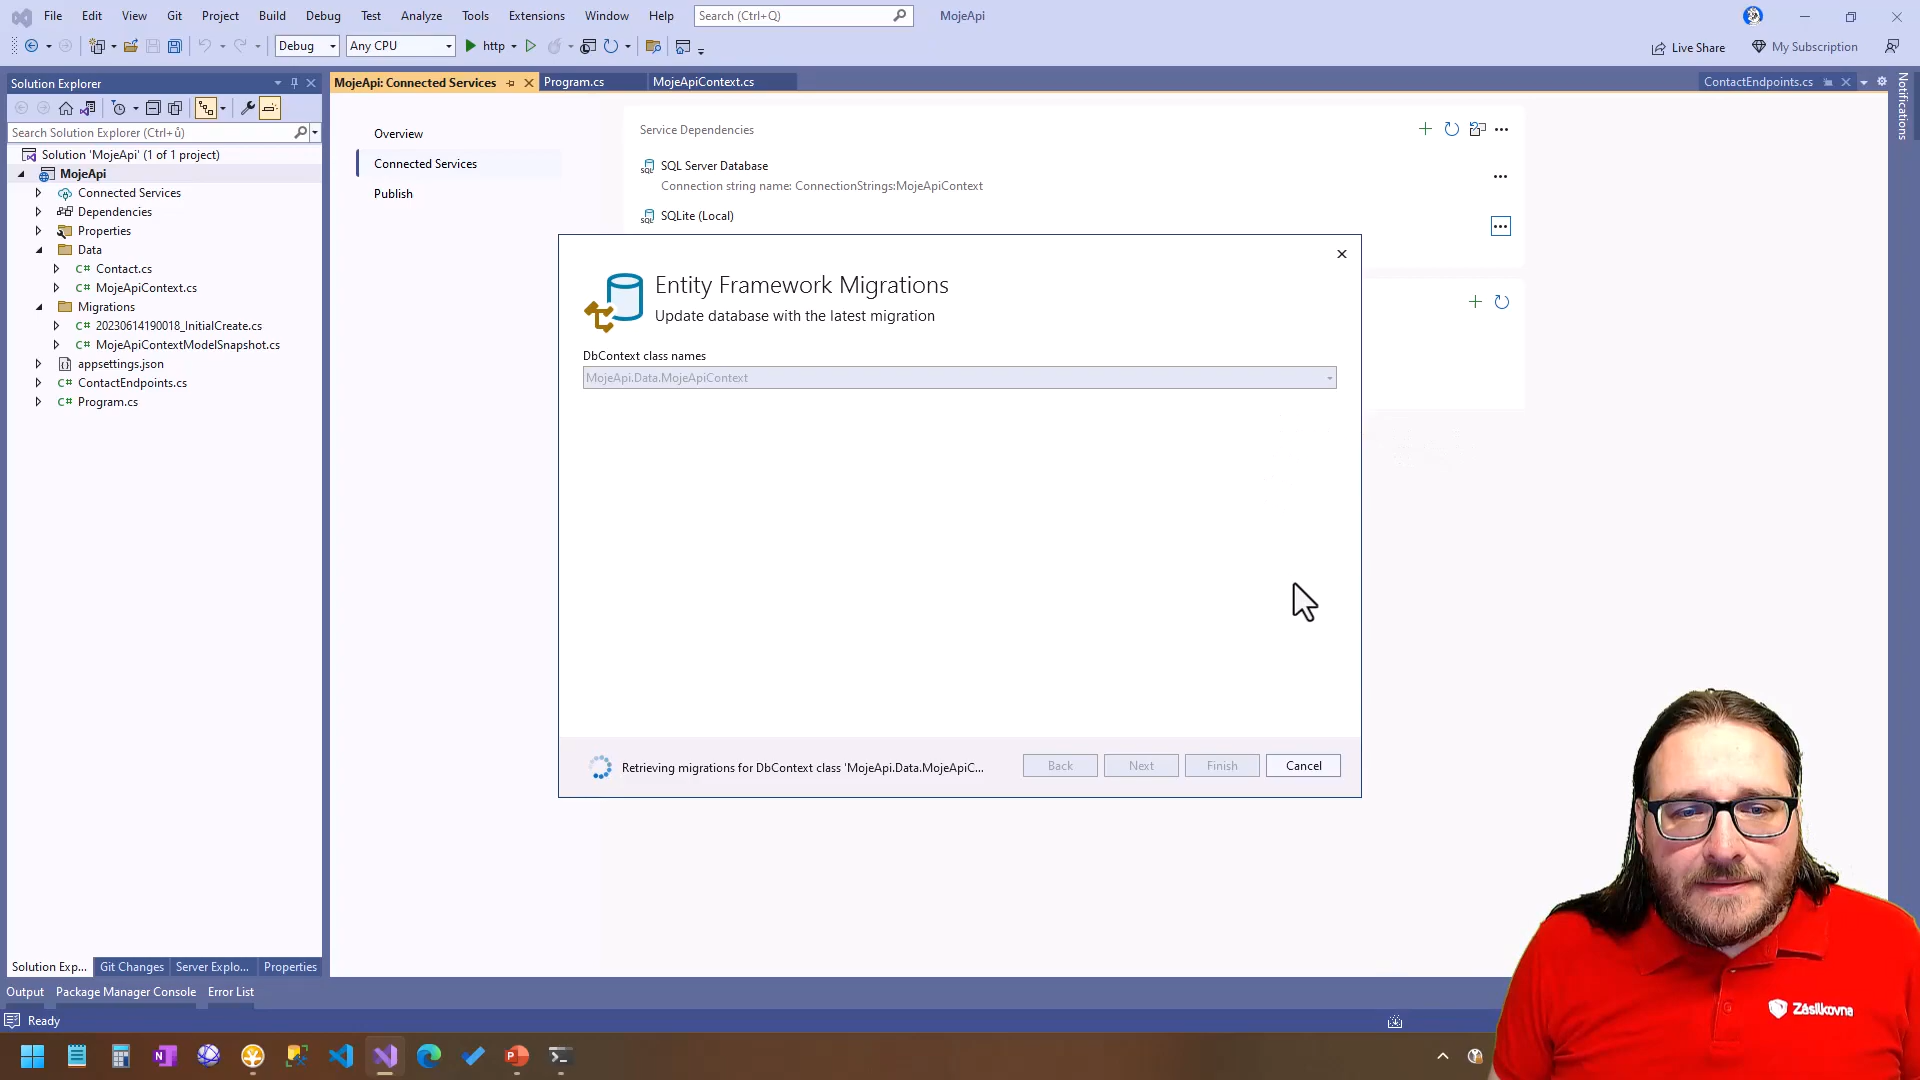 File Edit View Git Project Build Debug Test Analyze Tools Extensions Window Help Search (Ctrl+Q) MojeApi
Debug Any CPU http Live Share My Subscription
Solution Explorer
MojeApi: Connected Services Program.cs MojeApiContext.cs ContactEndpoints.cs
Notifications
Search Solution Explorer (Ctrl+ů)
Solution 'MojeApi' (1 of 1 project)
MojeApi
Connected Services
Dependencies
Properties
Data
C# Contact.cs
C# MojeApiContext.cs
Migrations
C# 20230614190018_InitialCreate.cs
C# MojeApiContextModelSnapshot.cs
appsettings.json
C# ContactEndpoints.cs
C# Program.cs
Overview
Connected Services
Publish
Service Dependencies
SQL SQL Server Database
Connection string name: ConnectionStrings:MojeApiContext
SQL SQLite (Local)
Entity Framework Migrations
Update database with the latest migration
DbContext class names
MojeApi.Data.MojeApiContext
Retrieving migrations for DbContext class 'MojeApi.Data.MojeApiC...
Back Next Finish Cancel
Solution Exp... Git Changes Server Explo... Properties
Output Package Manager Console Error List
Ready
Zásilkovna